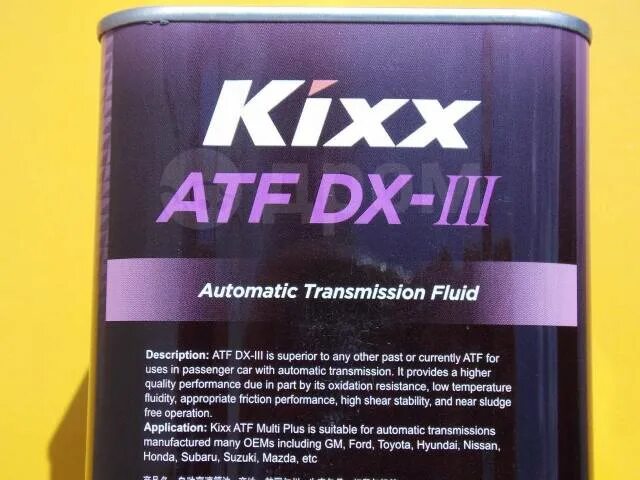 Kixx
ATF DX-III
Automatic Transmission Fluid
Description: ATF DX-III is superior to any other past or currently ATF for
uses in passenger car with automatic transmission. It provides a higher
quality performance due in part by its oxidation resistance, low temperature
fluidity, appropriate friction performance, high shear stability, and near sludge
free operation.
Application: Kixx ATF Multi Plus is suitable for automatic transmissions
manufactured many OEMs including GM, Ford, Toyota, Hyundai, Nissan,
Honda, Subaru, Suzuki, Mazda, etc